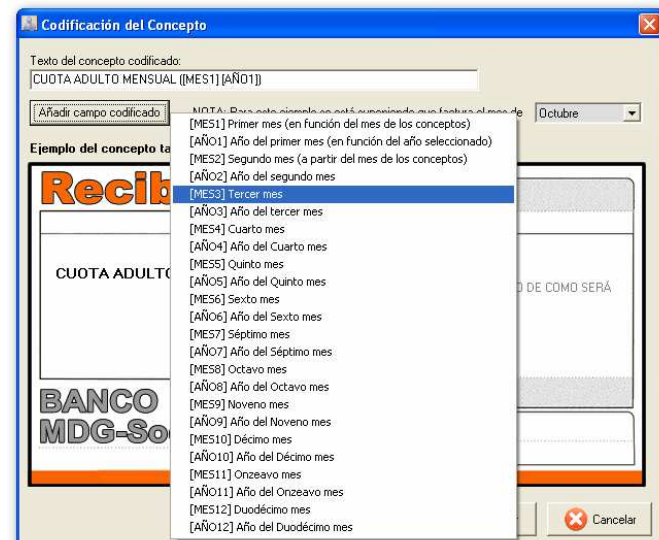 Codificación del Concepto
Texto del concepto codificado:
CUOTA ADULTO MENSUAL ([MES1] [AÑO1])
Añadir campo codificado
NOTA: Para este ejemplo se está suponiendo que factura el mes de
Octubre
[MES1] Primer mes (en función del mes de los conceptos)
[AÑO1] Año del primer mes (en función del año seleccionado)
Ejemplo del concepto ta
[MES2] Segundo mes (a partir del mes de los conceptos)
[AÑO2] Año del segundo mes
Recib
[MES3] Tercer mes
[AÑO3] Año del tercer mes
[MES4] Cuarto mes
[AÑO4] Año del Cuarto mes
CUOTA ADULTO
[MES5] Quinto mes
[AÑO5] Año del Quinto mes
DE COMO SERÁ
[MES6] Sexto mes
[AÑO6] Año del Sexto mes
[MES7] Séptimo mes
[AÑO7] Año del Séptimo mes
[MES8] Octavo mes
[AÑO8] Año del Octavo mes
BANCO
[MES9] Noveno mes
[AÑO9] Año del Noveno mes
MDG-So
[MES10] Décimo mes
[AÑO10] Año del Décimo mes
[MES11] Onzeavo mes
[AÑO11] Año del Onzeavo mes
[MES12] Duodécimo mes
[AÑO12] Año del Duodécimo mes
Cancelar